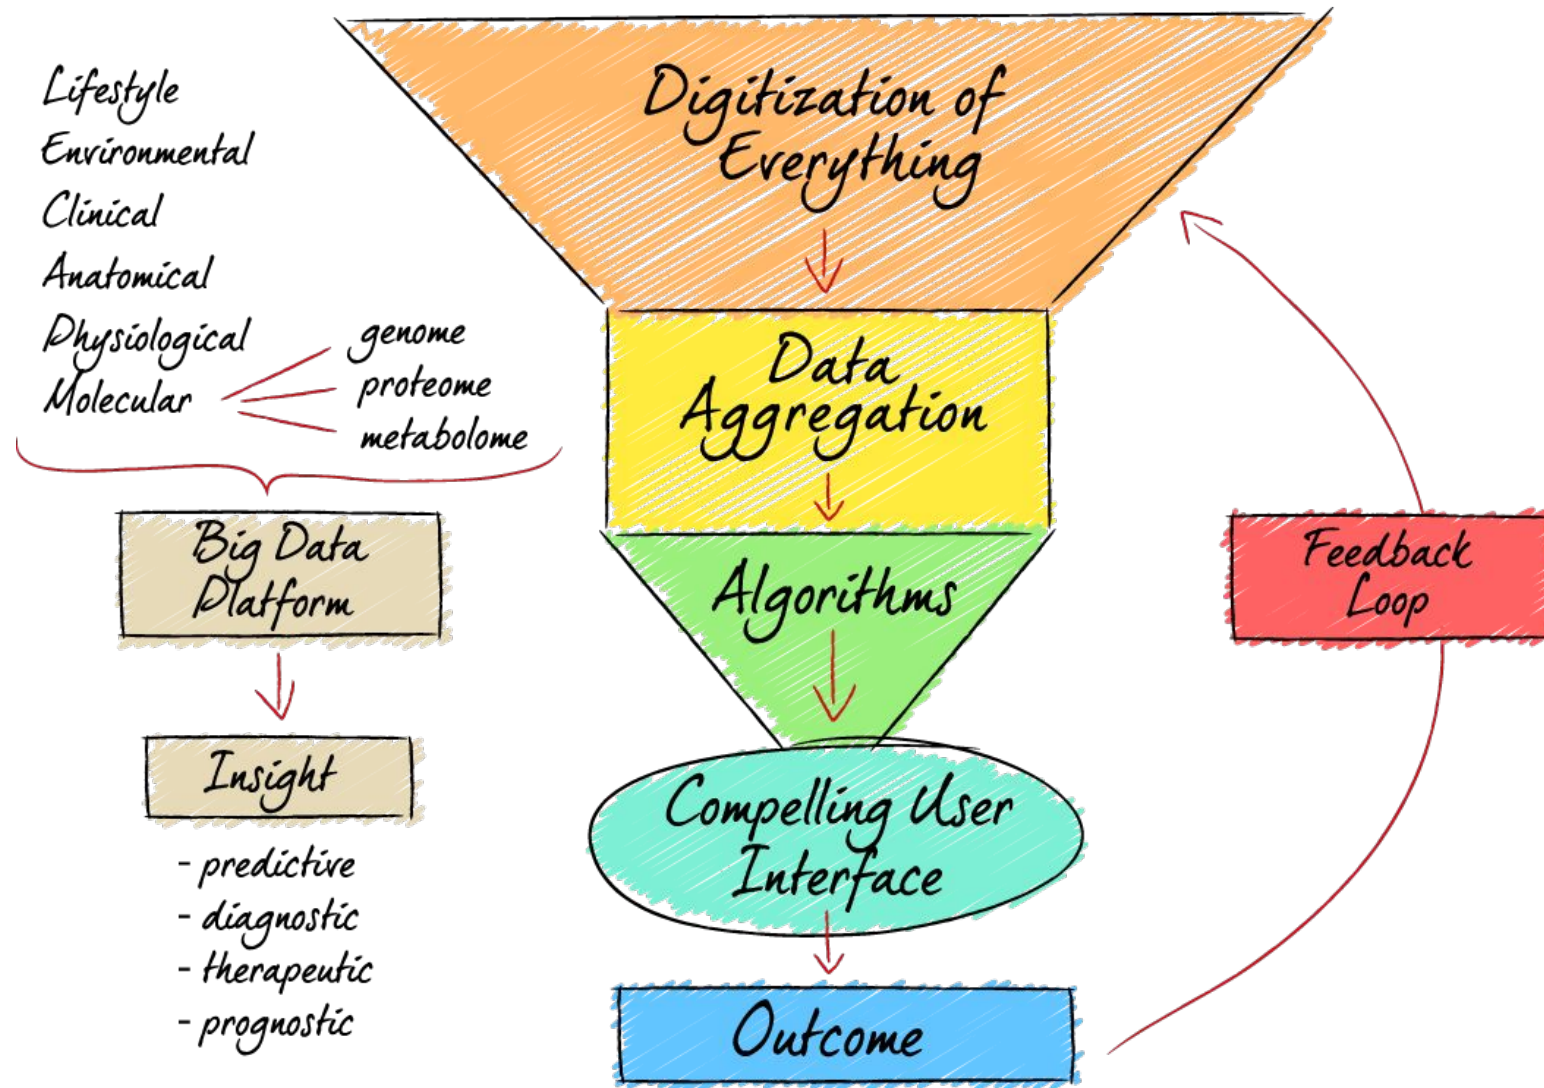 Lifestyle
Environmental
Clinical
Anatomical
Physiological
Molecular
genome
proteome
metabolome
Big Data
Platform
Insight
- predictive
- diagnostic
- therapeutic
- prognostic
Digitization of
Everything
Data
Aggregation
Algorithms
Compelling User
Interface
Outcome
Feedback
Loop